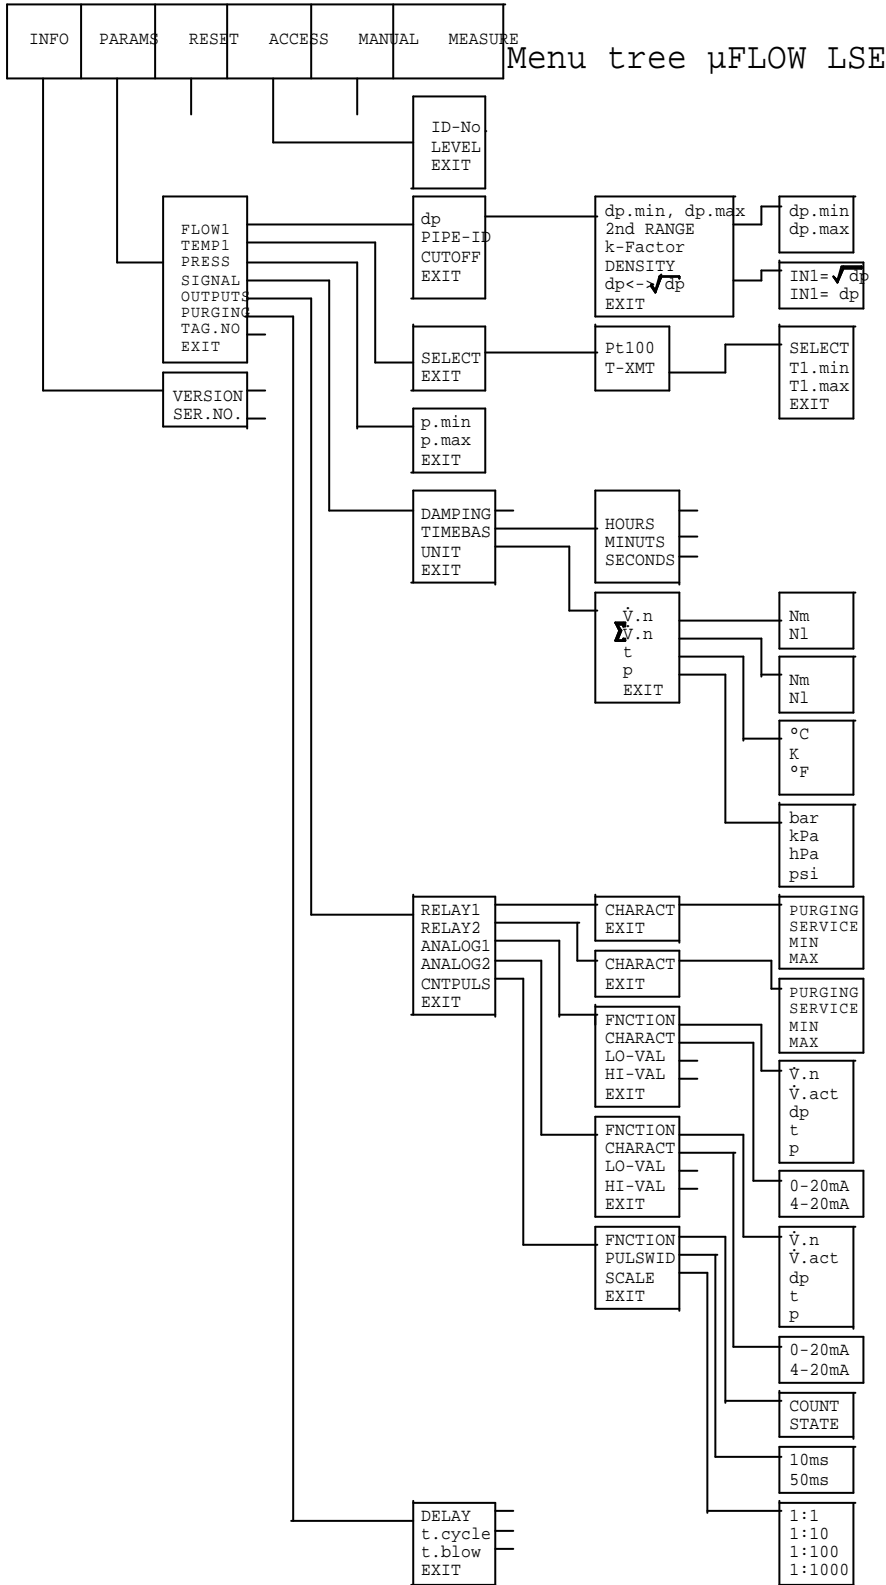 INFO PARAMS RESET ACCESS MANUAL MEASURE
Menu tree µFLOW LSE
ID-No.
LEVEL
EXIT
FLOW1
TEMP1
PRESS
SIGNAL
OUTPUTS
PURGING
TAG.NO
EXIT
dp
PIPE-ID
CUTOFF
EXIT
dp.min, dp.max
2nd RANGE
k-Factor
DENSITY
dp<->√dp
EXIT
dp.min
dp.max
IN1=√dp
IN1= dp
SELECT
EXIT
Pt100
T-XMT
SELECT
T1.min
T1.max
EXIT
VERSION
SER.NO.
p.min
p.max
EXIT
DAMPING
TIMEBAS
UNIT
EXIT
HOURS
MINUTS
SECONDS
V̇.n
ΣV̇.n
t
p
EXIT
Nm
Nl
Nm
Nl
°C
K
°F
bar
kPa
hPa
psi
RELAY1
RELAY2
ANALOG1
ANALOG2
CNTPULS
EXIT
CHARACT
EXIT
PURGING
SERVICE
MIN
MAX
CHARACT
EXIT
PURGING
SERVICE
MIN
MAX
FNCTION
CHARACT
LO-VAL
HI-VAL
EXIT
V̇.n
V̇.act
dp
t
p
0-20mA
4-20mA
FNCTION
CHARACT
LO-VAL
HI-VAL
EXIT
V̇.n
V̇.act
dp
t
p
0-20mA
4-20mA
FNCTION
PULSWID
SCALE
EXIT
COUNT
STATE
10ms
50ms
1:1
1:10
1:100
1:1000
DELAY
t.cycle
t.blow
EXIT